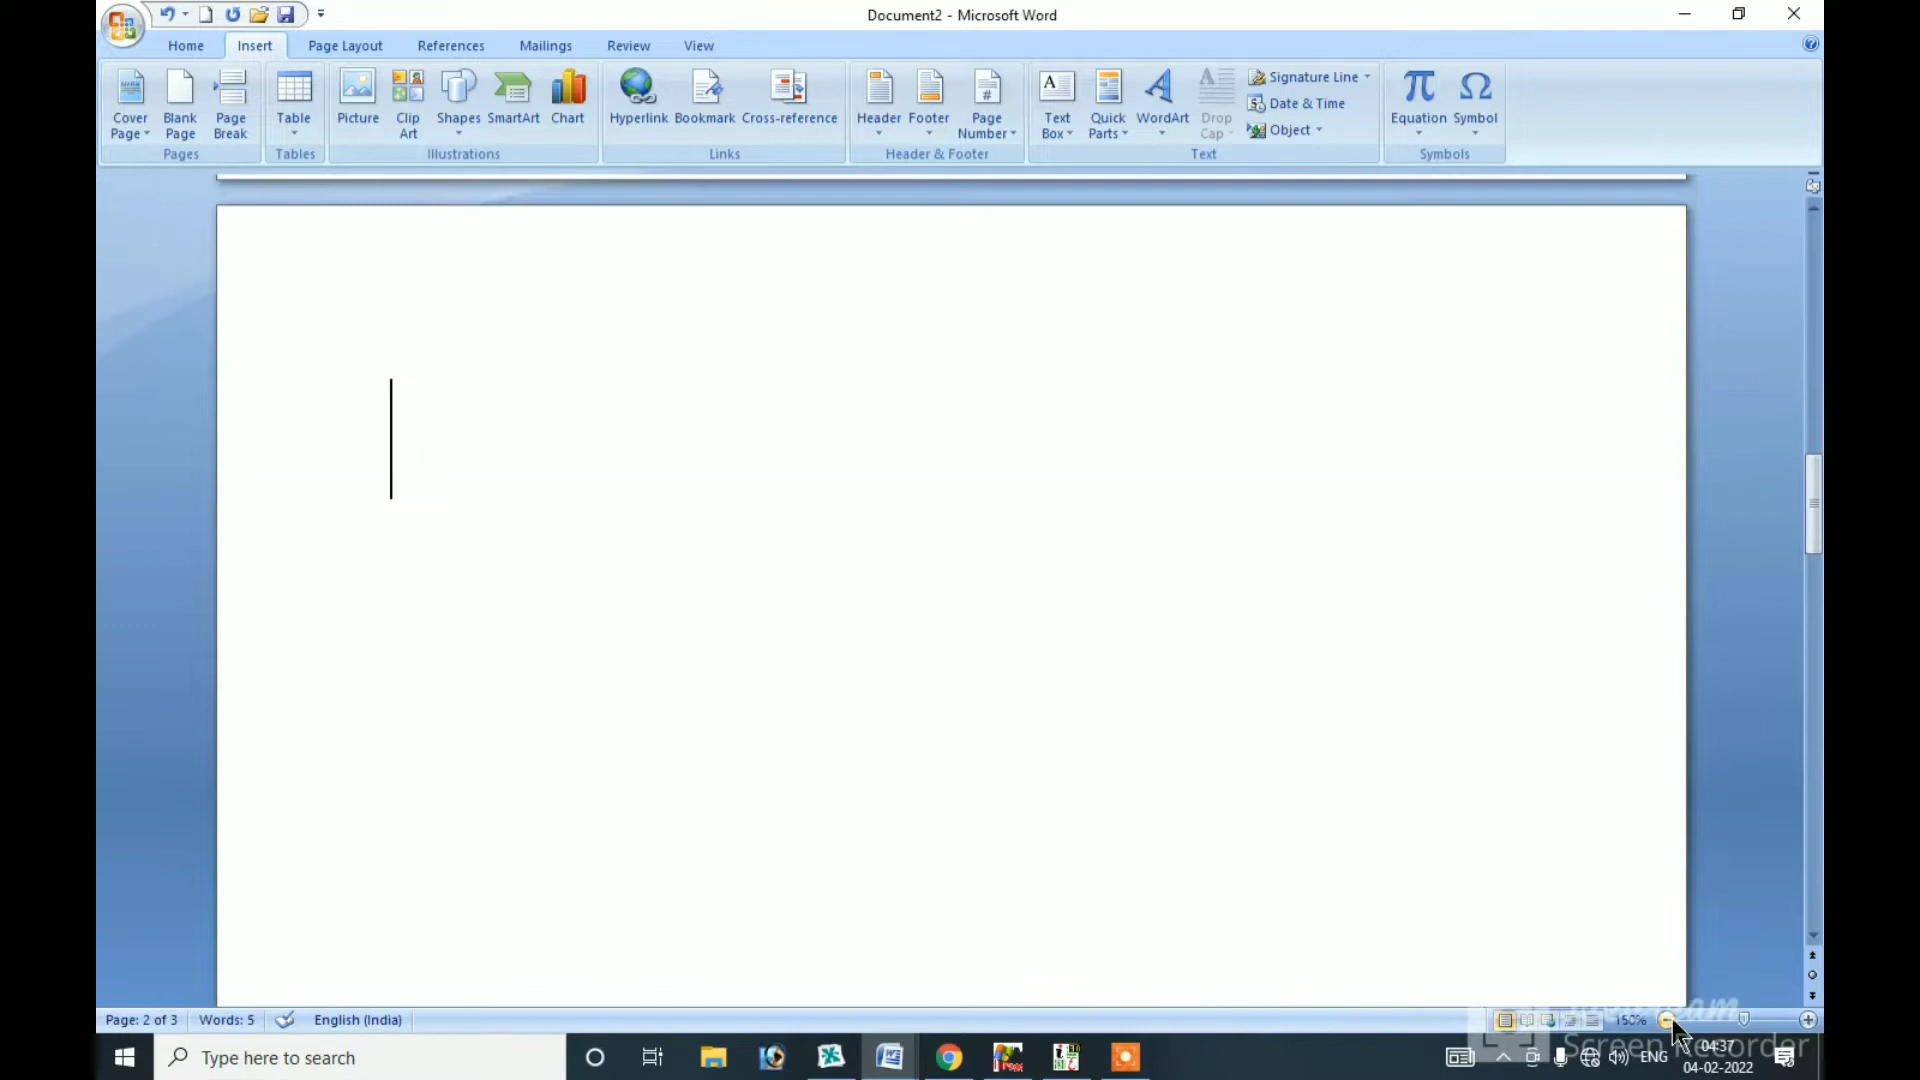 Document2 - Microsoft Word
Home Insert Page Layout References Mailings Review View
Cover Page Blank Page Page Break Table Picture Clip Art Shapes SmartArt Chart Hyperlink Bookmark Cross-reference Header Footer Page Number Text Box Quick Parts WordArt Drop Cap Signature Line Date & Time Object Equation Symbol
Pages Tables Illustrations Links Header & Footer Text Symbols
Page: 2 of 3 Words: 5 English (India) 150%
Screen Recorder
Type here to search ENG 04:37
04-02-2022